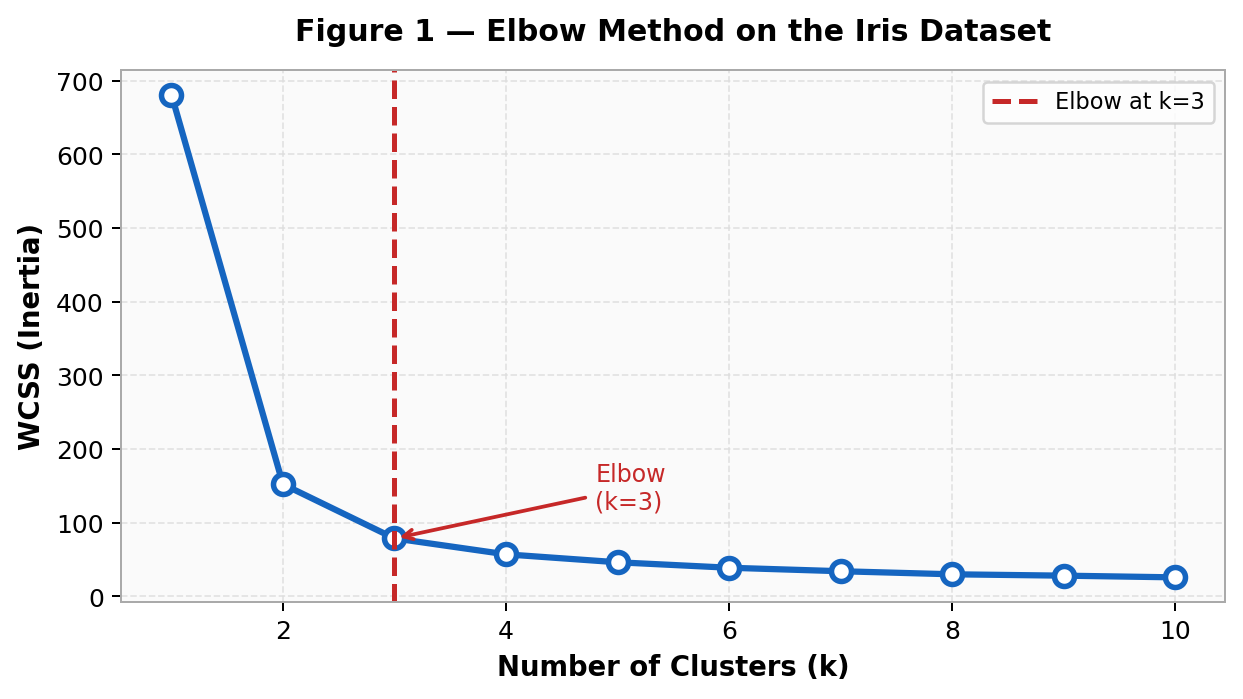 Figure 1 — Elbow Method on the Iris Dataset
700
600
500
400
300
200
100
0
WCSS (Inertia)
Elbow at k=3
Elbow
(k=3)
2
4
6
8
10
Number of Clusters (k)